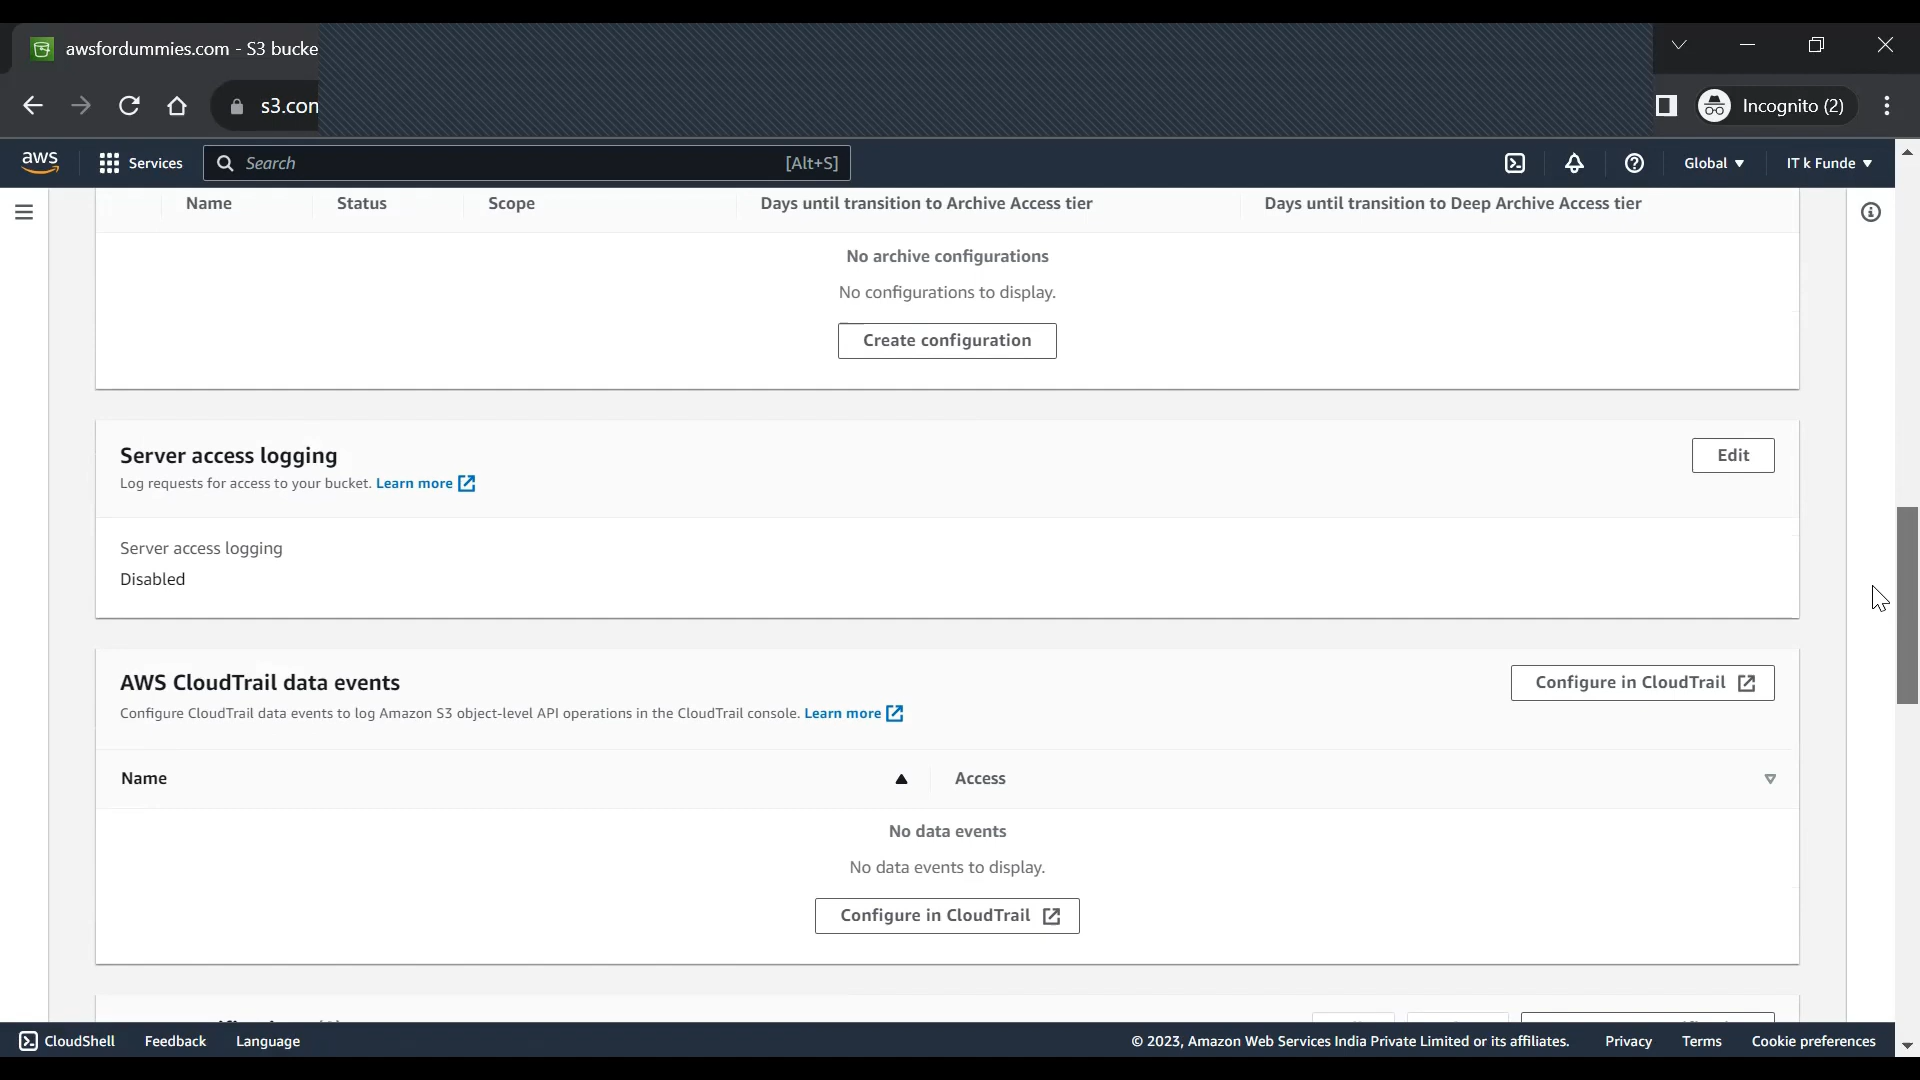 awsfordummies.com - S3 bucke
s3.con
Incognito (2)
aws
Services
Search
[Alt+S]
Global
IT k Funde
Name
Status
Scope
Days until transition to Archive Access tier
Days until transition to Deep Archive Access tier
No archive configurations
No configurations to display.
Create configuration
Server access logging
Edit
Log requests for access to your bucket. Learn more
Server access logging
Disabled
AWS CloudTrail data events
Configure in CloudTrail
Configure CloudTrail data events to log Amazon S3 object-level API operations in the CloudTrail console. Learn more
Name
Access
No data events
No data events to display.
Configure in CloudTrail
CloudShell
Feedback
Language
© 2023, Amazon Web Services India Private Limited or its affiliates.
Privacy
Terms
Cookie preferences